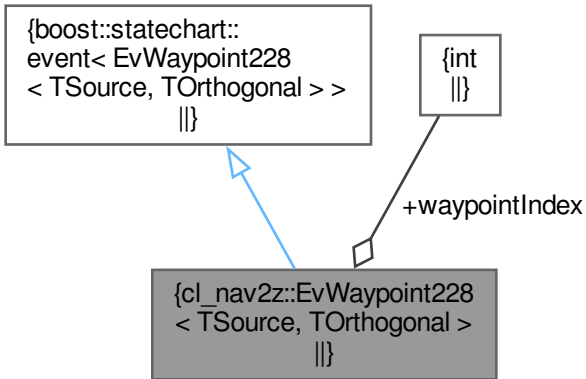 {boost::statechart::
event< EvWaypoint228
< TSource, TOrthogonal > >
||}
{int
||}
+waypointIndex
{cl_nav2z::EvWaypoint228
< TSource, TOrthogonal >
||}